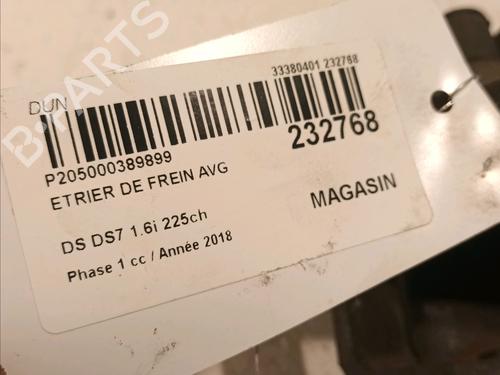 B-PARTS
DUN
33380401 232768
P205000389899
232768
ETRIER DE FREIN AVG
MAGASIN
DS DS7 1.6i 225ch
Phase 1 cc / Année 2018